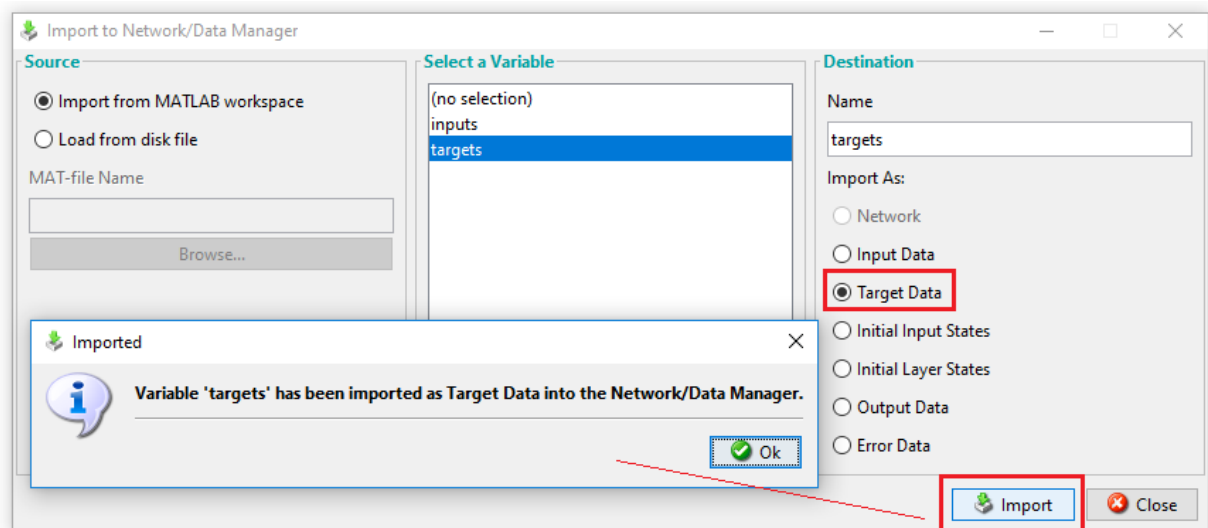 Import to Network/Data Manager
Source
Import from MATLAB workspace
Load from disk file
MAT-file Name
Browse...
Select a Variable
(no selection)
inputs
targets
Destination
Name
targets
Import As:
Network
Input Data
Target Data
Initial Input States
Initial Layer States
Output Data
Error Data
Imported
Variable 'targets' has been imported as Target Data into the Network/Data Manager.
Ok
Import
Close